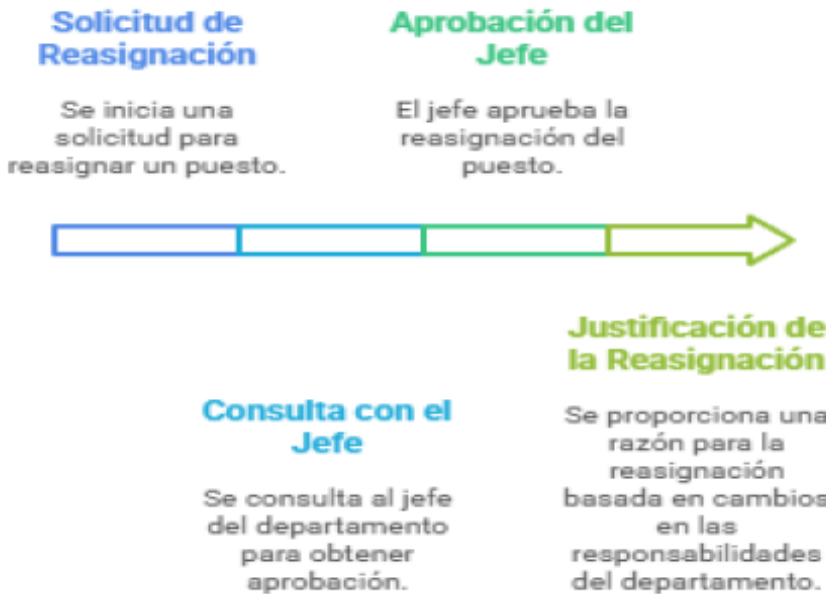 Solicitud de
Reasignación
Se inicia una
solicitud para
reasignar un puesto.
Aprobación del
Jefe
El jefe aprueba la
reasignación del
puesto.
Consulta con el
Jefe
Se consulta al jefe
del departamento
para obtener
aprobación.
Justificación de
la Reasignación
Se proporciona una
razón para la
reasignación
basada en cambios
en las
responsabilidades
del departamento.